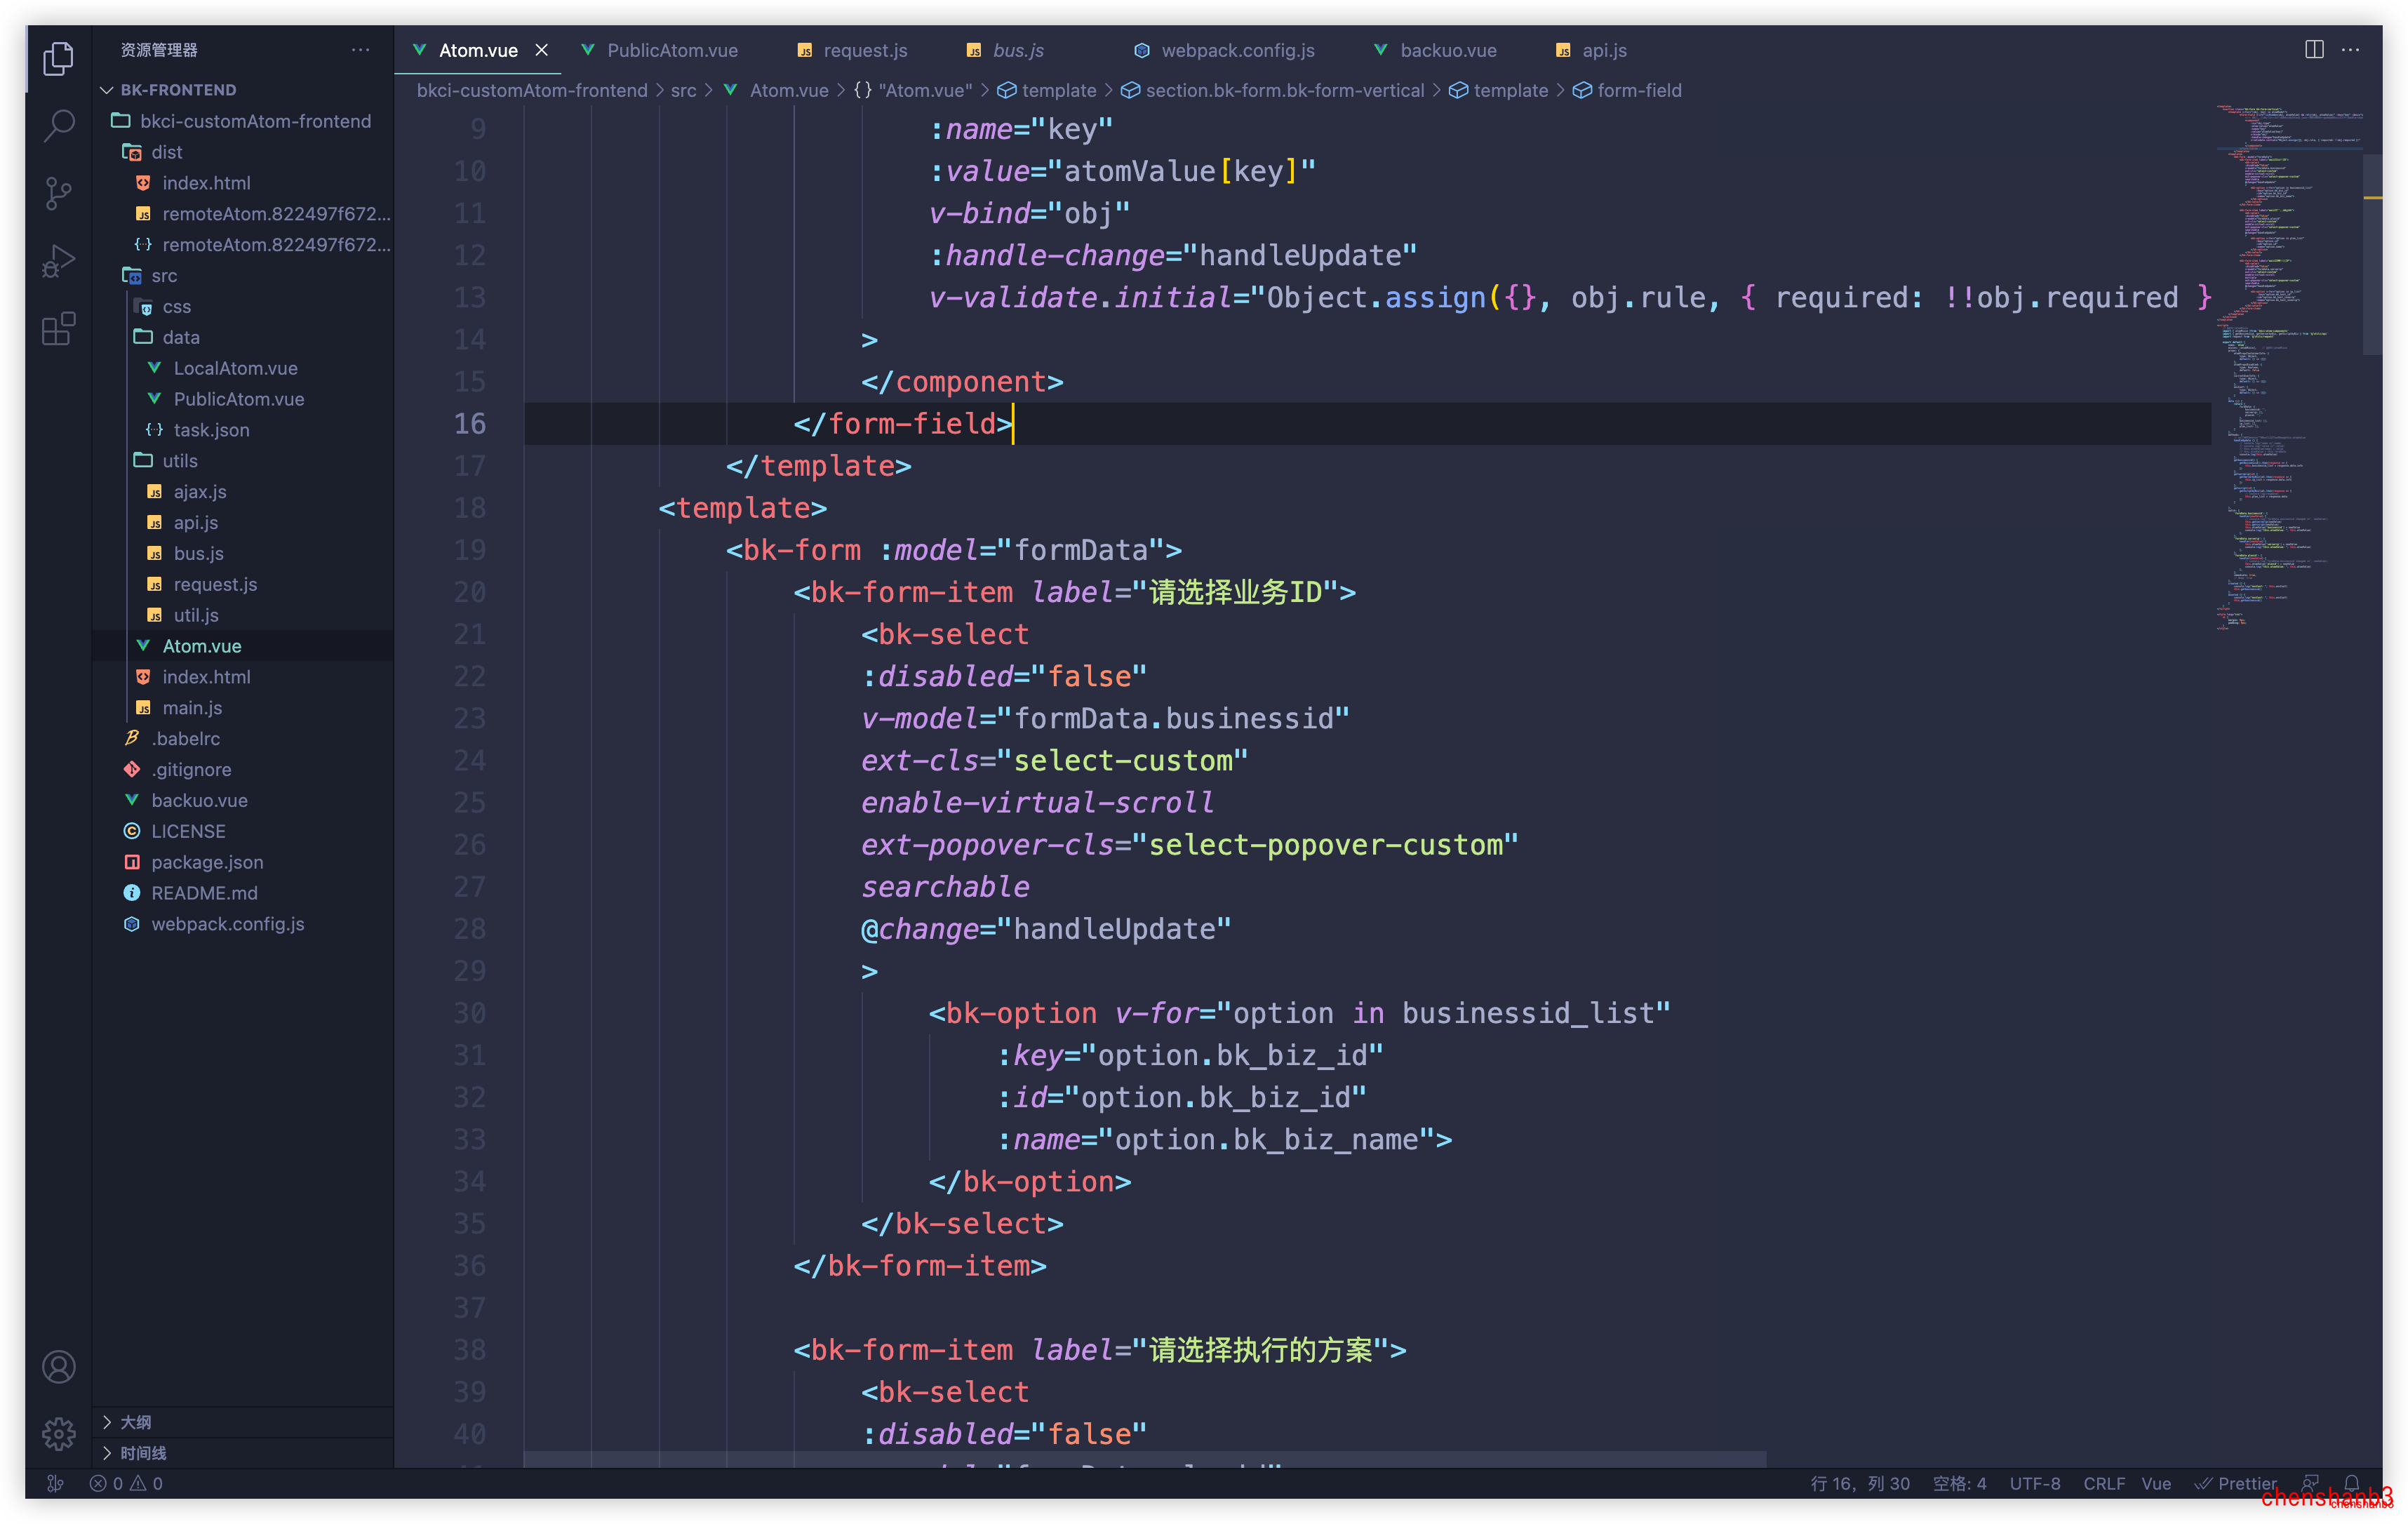 资源管理器
BK-FRONTEND
bkci-customAtom-frontend
dist
index.html
remoteAtom.822497f672...
remoteAtom.822497f672...
src
css
data
LocalAtom.vue
PublicAtom.vue
task.json
utils
ajax.js
api.js
bus.js
request.js
util.js
Atom.vue
index.html
main.js
.babelrc
.gitignore
backuo.vue
LICENSE
package.json
README.md
webpack.config.js
大纲
时间线
Atom.vue PublicAtom.vue request.js bus.js webpack.config.js backuo.vue api.js
bkci-customAtom-frontend > src > Atom.vue > {} "Atom.vue" > template > section.bk-form.bk-form-vertical > template > form-field
9 :name="key"
10 :value="atomValue[key]"
11 v-bind="obj"
12 :handle-change="handleUpdate"
13 v-validate.initial="Object.assign({}, obj.rule, { required: !!obj.required }
14 >
15 </component>
16 </form-field>
17 </template>
18 <template>
19 <bk-form :model="formData">
20 <bk-form-item label="请选择业务ID">
21 <bk-select
22 :disabled="false"
23 v-model="formData.businessid"
24 ext-cls="select-custom"
25 enable-virtual-scroll
26 ext-popover-cls="select-popover-custom"
27 searchable
28 @change="handleUpdate"
29 >
30 <bk-option v-for="option in businessid_list"
31 :key="option.bk_biz_id"
32 :id="option.bk_biz_id"
33 :name="option.bk_biz_name">
34 </bk-option>
35 </bk-select>
36 </bk-form-item>
37
38 <bk-form-item label="请选择执行的方案">
39 <bk-select
40 :disabled="false"
0 0 行 16，列 30 空格: 4 UTF-8 CRLF Vue Prettier
chenshanb3
chenshanb3